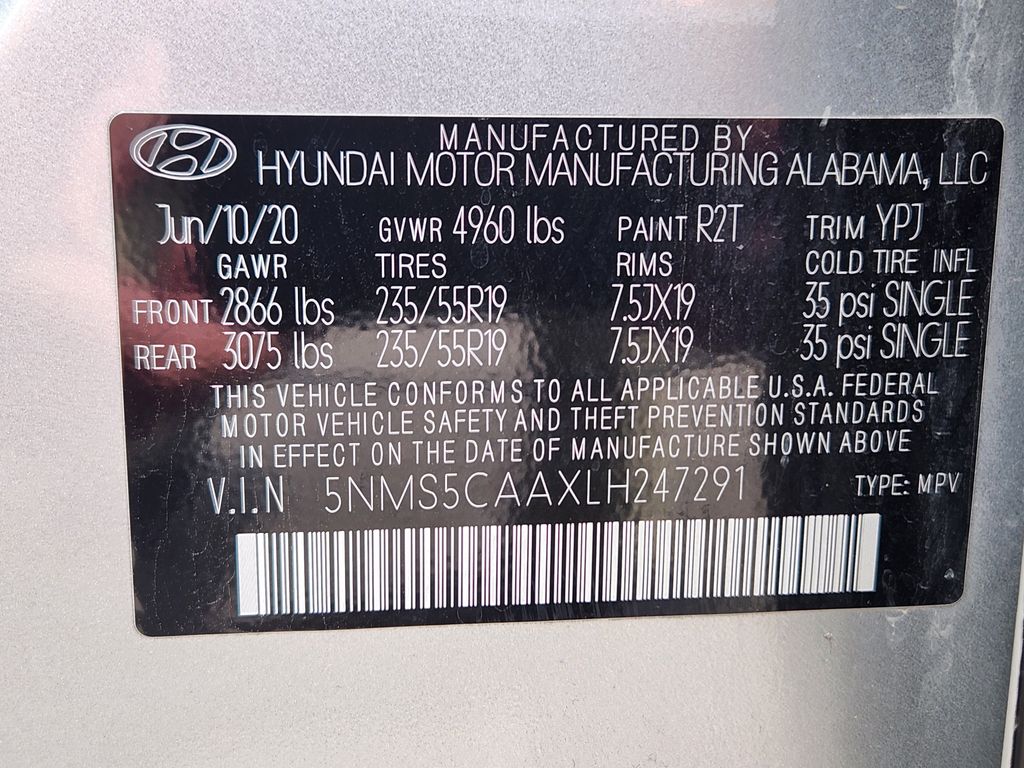 MANUFACTURED BY
HYUNDAI MOTOR MANUFACTURING ALABAMA, LLC
Jun/10/20 GVWR 4960 lbs PAINT R2T TRIM YPJ
GAWR TIRES RIMS COLD TIRE INFL
FRONT 2866 lbs 235/55R19 7.5JX19 35 psi SINGLE
REAR 3075 lbs 235/55R19 7.5JX19 35 psi SINGLE
THIS VEHICLE CONFORMS TO ALL APPLICABLE U.S.A. FEDERAL
MOTOR VEHICLE SAFETY AND THEFT PREVENTION STANDARDS
IN EFFECT ON THE DATE OF MANUFACTURE SHOWN ABOVE
V.I.N 5NMS5CAAXLH247291 TYPE: MPV